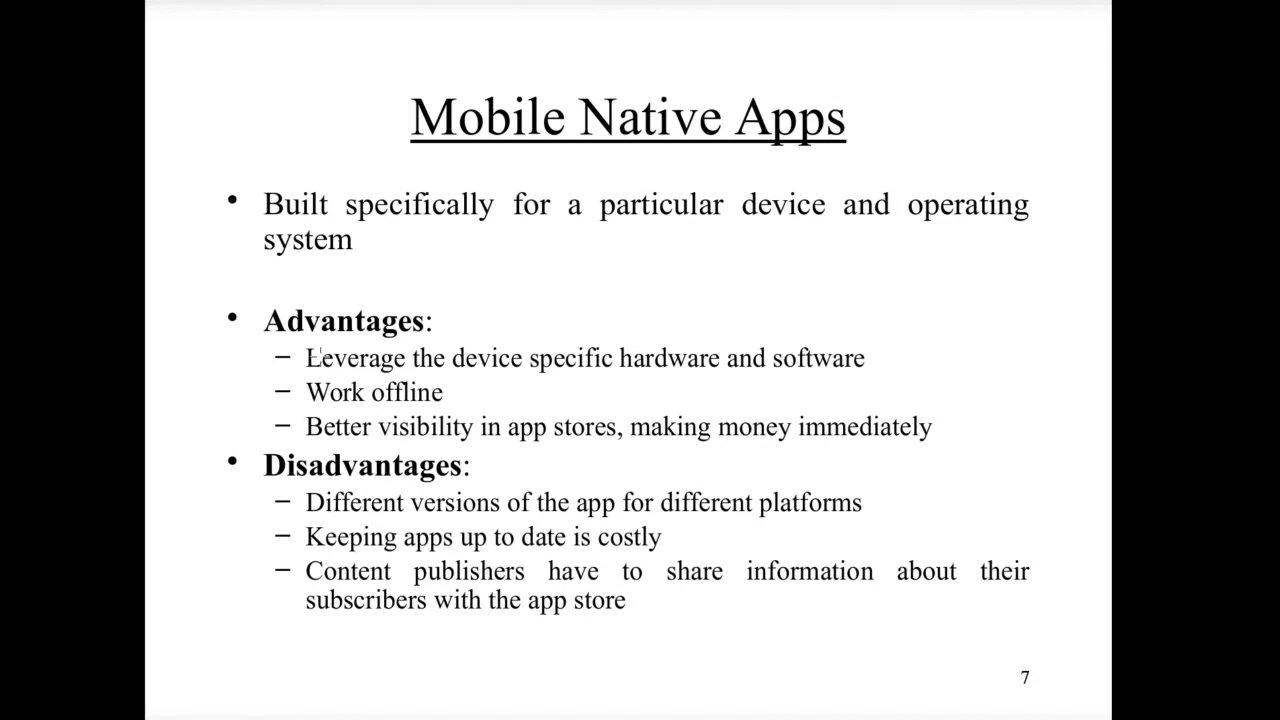 Mobile Native Apps
• Built specifically for a particular device and operating
system
• Advantages:
– Leverage the device specific hardware and software
– Work offline
– Better visibility in app stores, making money immediately
• Disadvantages:
– Different versions of the app for different platforms
– Keeping apps up to date is costly
– Content publishers have to share information about their
subscribers with the app store
7